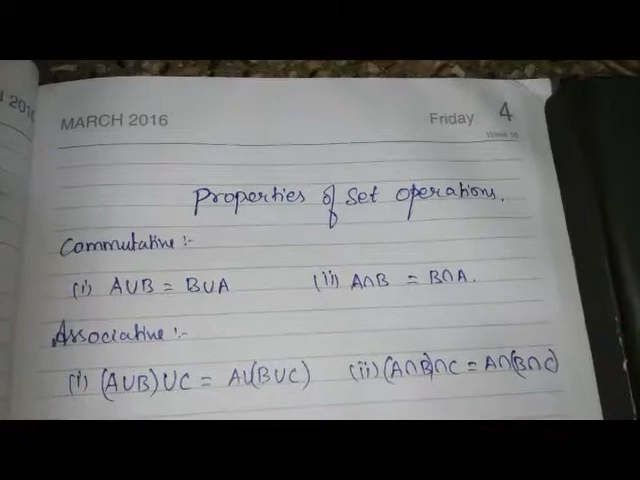 MARCH 2016 Friday 4
Properties of set operations.
Commutative :-
(i) A∪B = B∪A (ii) A∩B = B∩A.
Associative :-
(i) (A∪B)∪C = A∪(B∪C) (ii) (A∩B)∩C = A∩(B∩C)